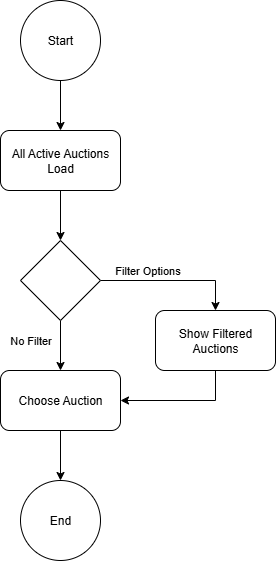 Start
All Active Auctions
Load
Filter Options
No Filter
Show Filtered
Auctions
Choose Auction
End